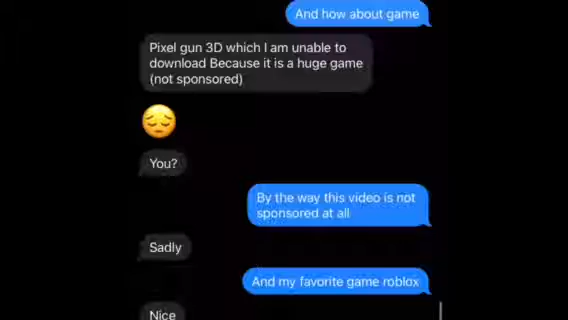 And how about game
Pixel gun 3D which I am unable to
download Because it is a huge game
(not sponsored)
😔
You?
By the way this video is not
sponsored at all
Sadly
And my favorite game roblox
Nice